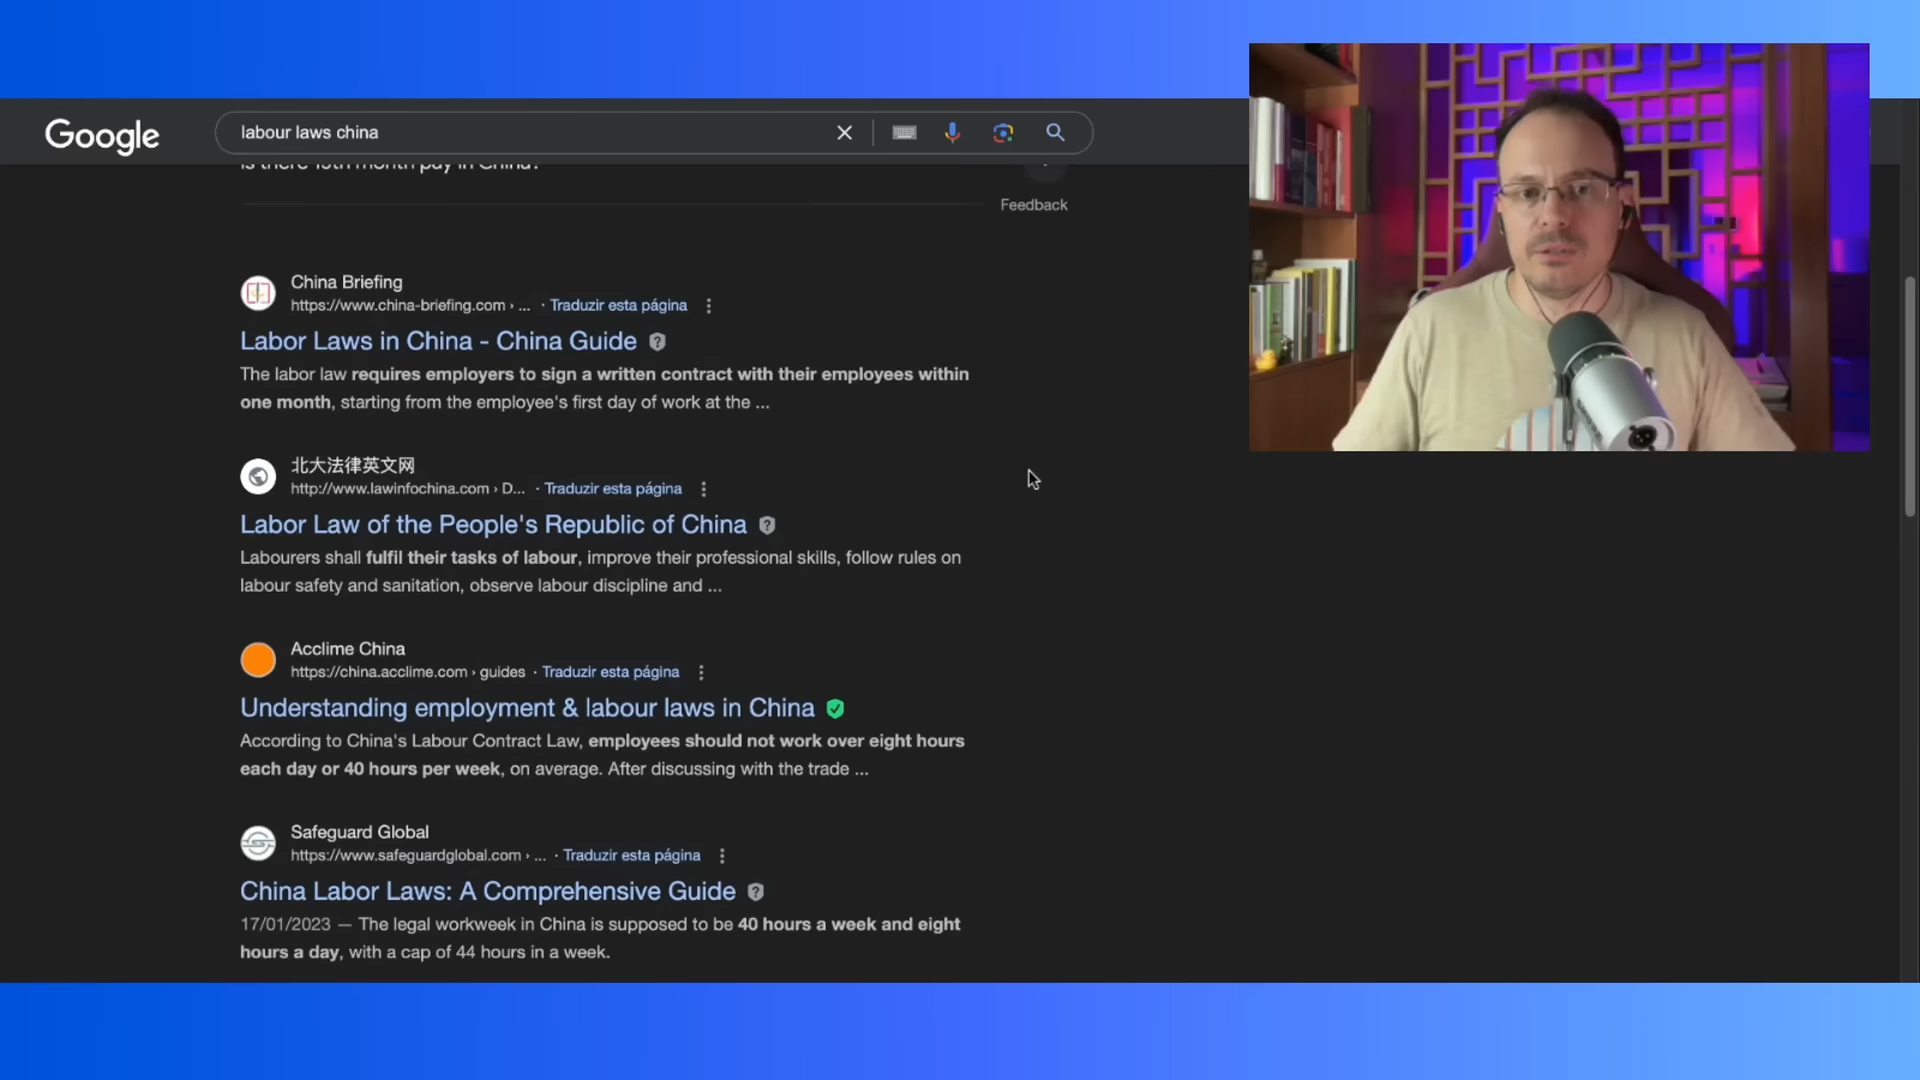 Google
labour laws china
Is there 13th month pay in China?
Feedback
China Briefing
https://www.china-briefing.com › ... · Traduzir esta página
Labor Laws in China - China Guide
The labor law requires employers to sign a written contract with their employees within
one month, starting from the employee's first day of work at the ...
北大法律英文网
http://www.lawinfochina.com › D... · Traduzir esta página
Labor Law of the People's Republic of China
Labourers shall fulfil their tasks of labour, improve their professional skills, follow rules on
labour safety and sanitation, observe labour discipline and ...
Acclime China
https://china.acclime.com › guides · Traduzir esta página
Understanding employment & labour laws in China
According to China's Labour Contract Law, employees should not work over eight hours
each day or 40 hours per week, on average. After discussing with the trade ...
Safeguard Global
https://www.safeguardglobal.com › ... · Traduzir esta página
China Labor Laws: A Comprehensive Guide
17/01/2023 — The legal workweek in China is supposed to be 40 hours a week and eight
hours a day, with a cap of 44 hours in a week.